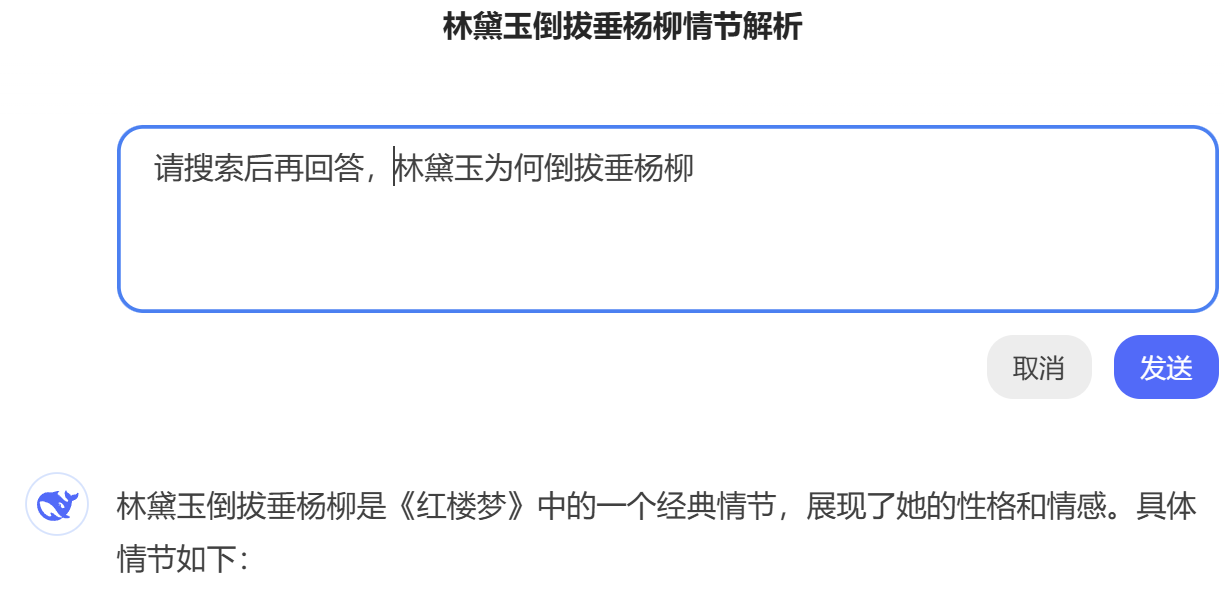 林黛玉倒拔垂杨柳情节解析
请搜索后再回答，林黛玉为何倒拔垂杨柳
取消
发送
林黛玉倒拔垂杨柳是《红楼梦》中的一个经典情节，展现了她的性格和情感。具体
情节如下：